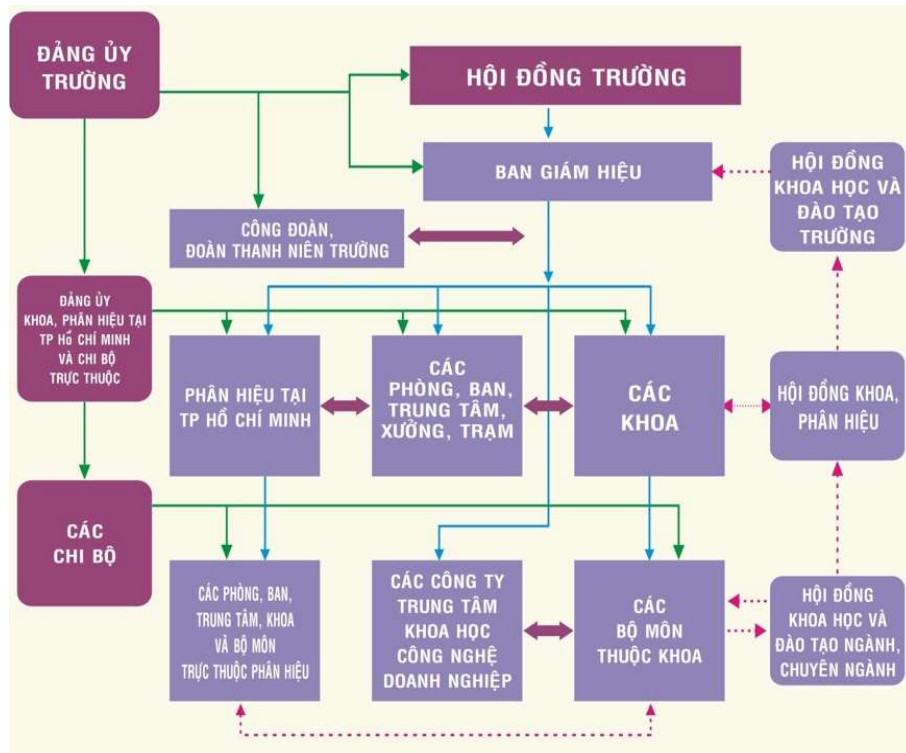 ĐẢNG ỦY
TRƯỜNG
HỘI ĐỒNG TRƯỜNG
BAN GIÁM HIỆU
HỘI ĐỒNG
KHOA HỌC VÀ
ĐÀO TẠO
TRƯỜNG
CÔNG ĐOÀN,
ĐOÀN THANH NIÊN TRƯỜNG
ĐẢNG ỦY
KHOA, PHÂN HIỆU TẠI
TP HỒ CHÍ MINH
VÀ CHI BỘ
TRỰC THUỘC
PHÂN HIỆU TẠI
TP HỒ CHÍ MINH
CÁC
PHÒNG, BAN,
TRUNG TÂM,
XƯỞNG, TRẠM
CÁC
KHOA
HỘI ĐỒNG KHOA,
PHÂN HIỆU
CÁC
CHI BỘ
CÁC PHÒNG, BAN,
TRUNG TÂM, KHOA
VÀ BỘ MÔN
TRỰC THUỘC PHÂN HIỆU
CÁC CÔNG TY
TRUNG TÂM
KHOA HỌC
CÔNG NGHỆ
DOANH NGHIỆP
CÁC
BỘ MÔN
THUỘC KHOA
HỘI ĐỒNG
KHOA HỌC VÀ
ĐÀO TẠO NGÀNH,
CHUYÊN NGÀNH